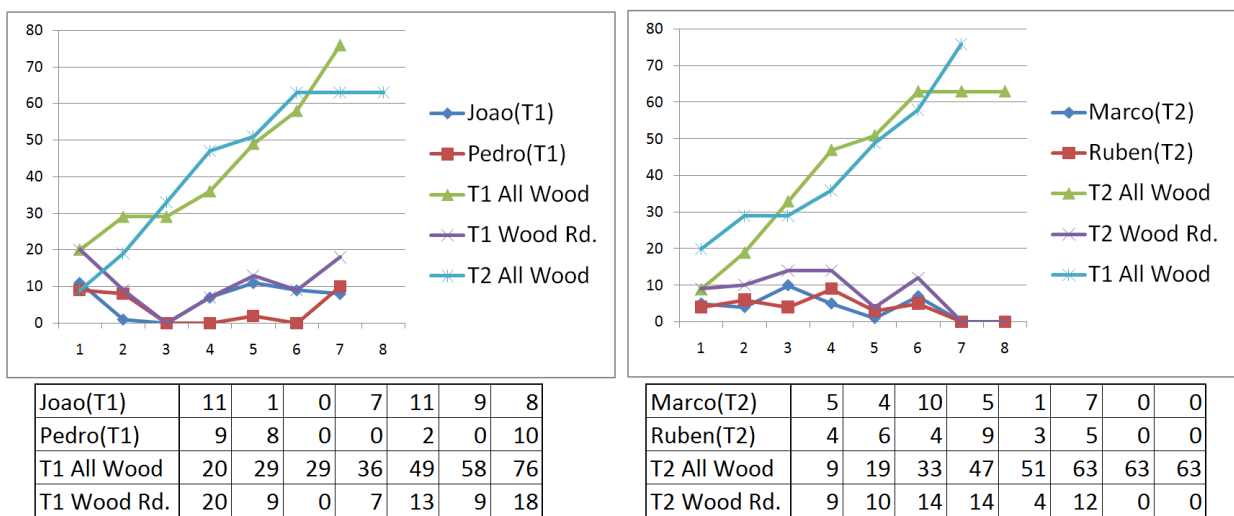 80
70
60
50
40
30
20
10
0
1 2 3 4 5 6 7 8
Joao(T1)
Pedro(T1)
T1 All Wood
T1 Wood Rd.
T2 All Wood
Joao(T1) 11 1 0 7 11 9 8
Pedro(T1) 9 8 0 0 2 0 10
T1 All Wood 20 29 29 36 49 58 76
T1 Wood Rd. 20 9 0 7 13 9 18
80
70
60
50
40
30
20
10
0
1 2 3 4 5 6 7 8
Marco(T2)
Ruben(T2)
T2 All Wood
T2 Wood Rd.
T1 All Wood
Marco(T2) 5 4 10 5 1 7 0 0
Ruben(T2) 4 6 4 9 3 5 0 0
T2 All Wood 9 19 33 47 51 63 63 63
T2 Wood Rd. 9 10 14 14 4 12 0 0